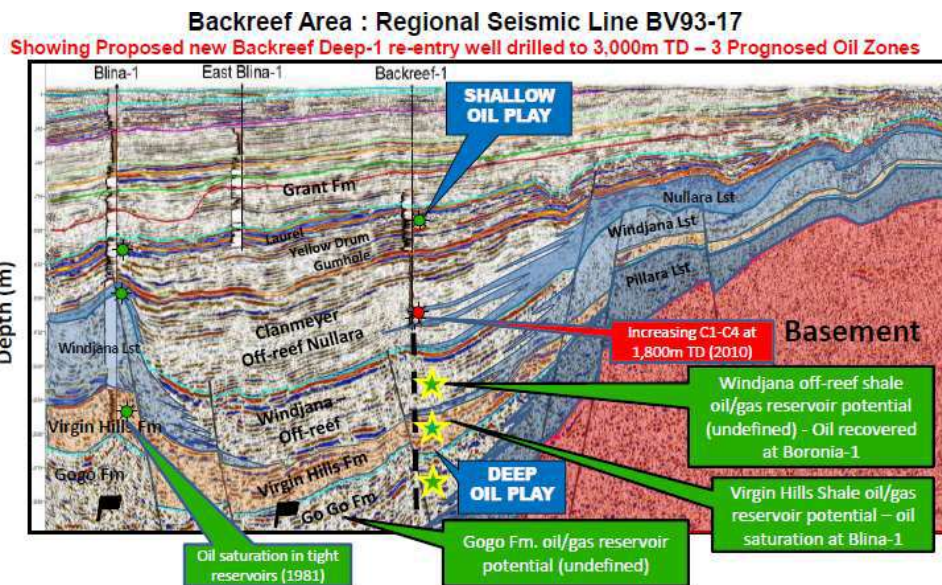 Backreef Area : Regional Seismic Line BV93-17
Showing Proposed new Backreef Deep-1 re-entry well drilled to 3,000m TD – 3 Prognosed Oil Zones
Blina-1
East Blina-1
Backreef-1
SHALLOW
OIL PLAY
Grant Fm
Nullara Lst
Laurel
Windjana Lst
Yellow Drum
Gumhole
Pillara Lst
Depth (m)
Clanmeyer
Off-reef Nullara
Increasing C1-C4 at
1,800m TD (2010)
Basement
Windjana Lst
Windjana
Off-reef
Windjana off-reef shale
oil/gas reservoir potential
(undefined) - Oil recovered
at Boronia-1
Virgin Hills Fm
Virgin Hills Fm
Gogo Fm
DEEP
OIL PLAY
Go Go Fm
Virgin Hills Shale oil/gas
reservoir potential – oil
saturation at Blina-1
Oil saturation in tight
reservoirs (1981)
Gogo Fm. oil/gas reservoir
potential (undefined)